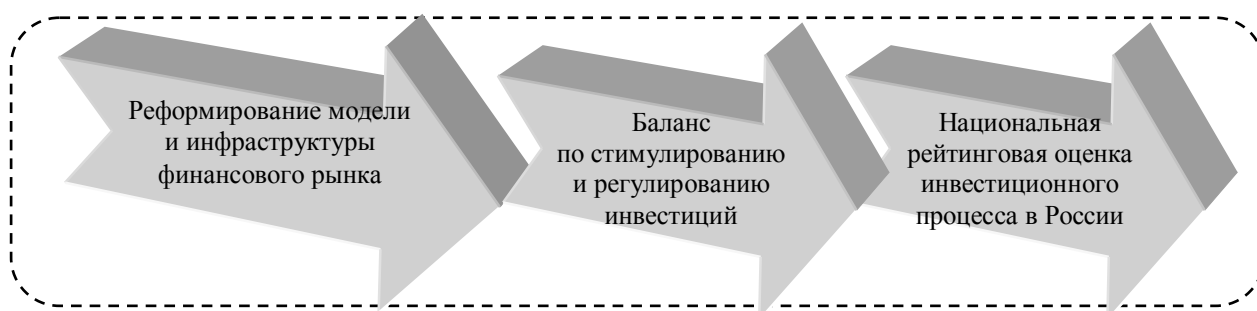 Реформирование модели
и инфраструктуры
финансового рынка
Баланс
по стимулированию
и регулированию
инвестиций
Национальная
рейтинговая оценка
инвестиционного
процесса в России